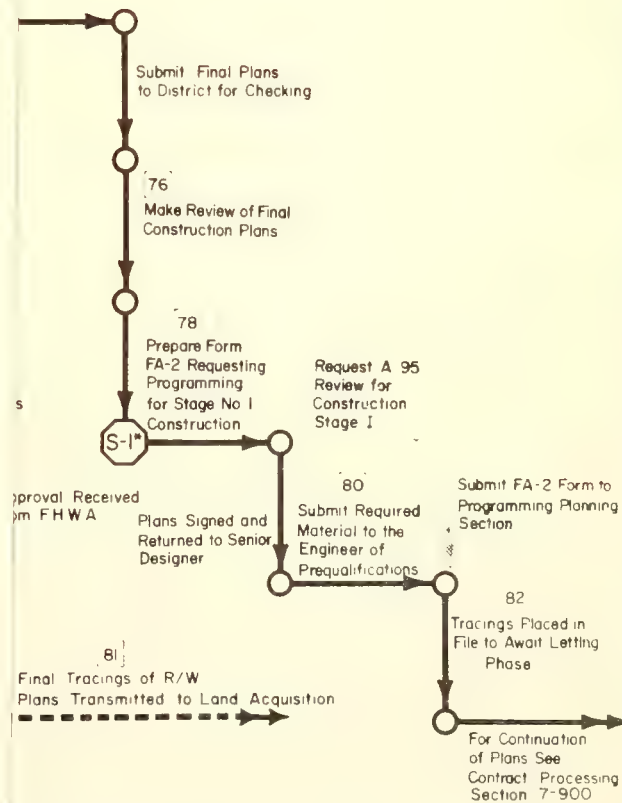 Submit Final Plans
to District for Checking
76
Make Review of Final
Construction Plans
78
Prepare Form
FA-2 Requesting
Programming
for Stage No 1
Construction
s
S-1*
Request A 95
Review for
Construction
Stage I
proval Received
om FHWA
Plans Signed and
Returned to Senior
Designer
80
Submit Required
Material to the
Engineer of
Prequalifications
Submit FA-2 Form to
Programming Planning
Section
82
Tracings Placed in
File to Await Letting
Phase
81
Final Tracings of R/W
Plans Transmitted to Land Acquisition
For Continuation
of Plans See
Contract Processing
Section 7-900